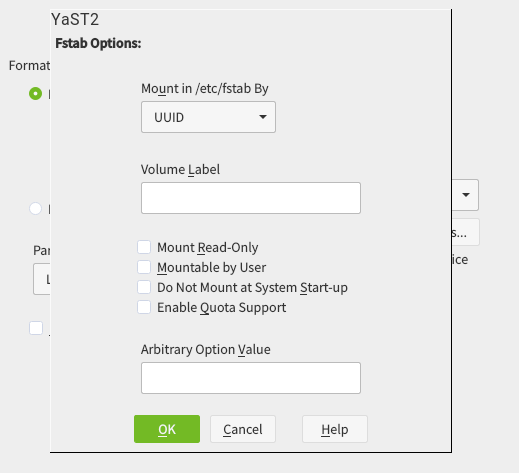 YaST2
Fstab Options:
Format
Mount in /etc/fstab By
UUID
Volume Label
Mount Read-Only
s...
Par
Mountable by User
ice
Do Not Mount at System Start-up
Enable Quota Support
Arbitrary Option Value
OK
Cancel
Help